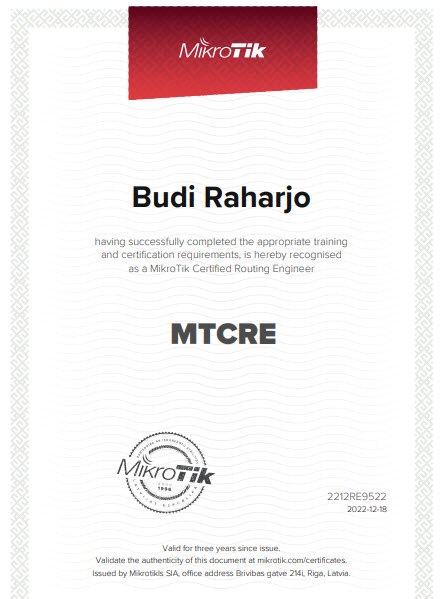 MikroTik
Budi Raharjo
having successfully completed the appropriate training
and certification requirements, is hereby recognised
as a MikroTik Certified Routing Engineer
MTCRE
MikroTik
1996
2212RE9522
2022-12-18
Valid for three years since issue.
Validate the authenticity of this document at mikrotik.com/certificates.
Issued by Mikrotikls SIA, office address Brivibas gatve 214i, Riga, Latvia.